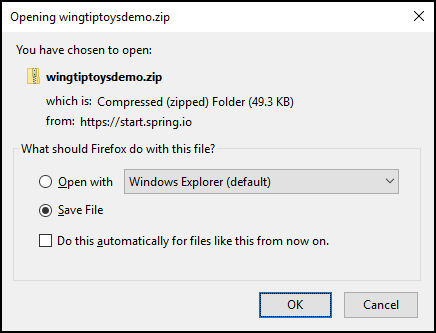 Opening wingtiptoysdemo.zip
You have chosen to open:
wingtiptoysdemo.zip
which is: Compressed (zipped) Folder (49.3 KB)
from: https://start.spring.io
What should Firefox do with this file?
Open with Windows Explorer (default)
Save File
Do this automatically for files like this from now on.
OK Cancel